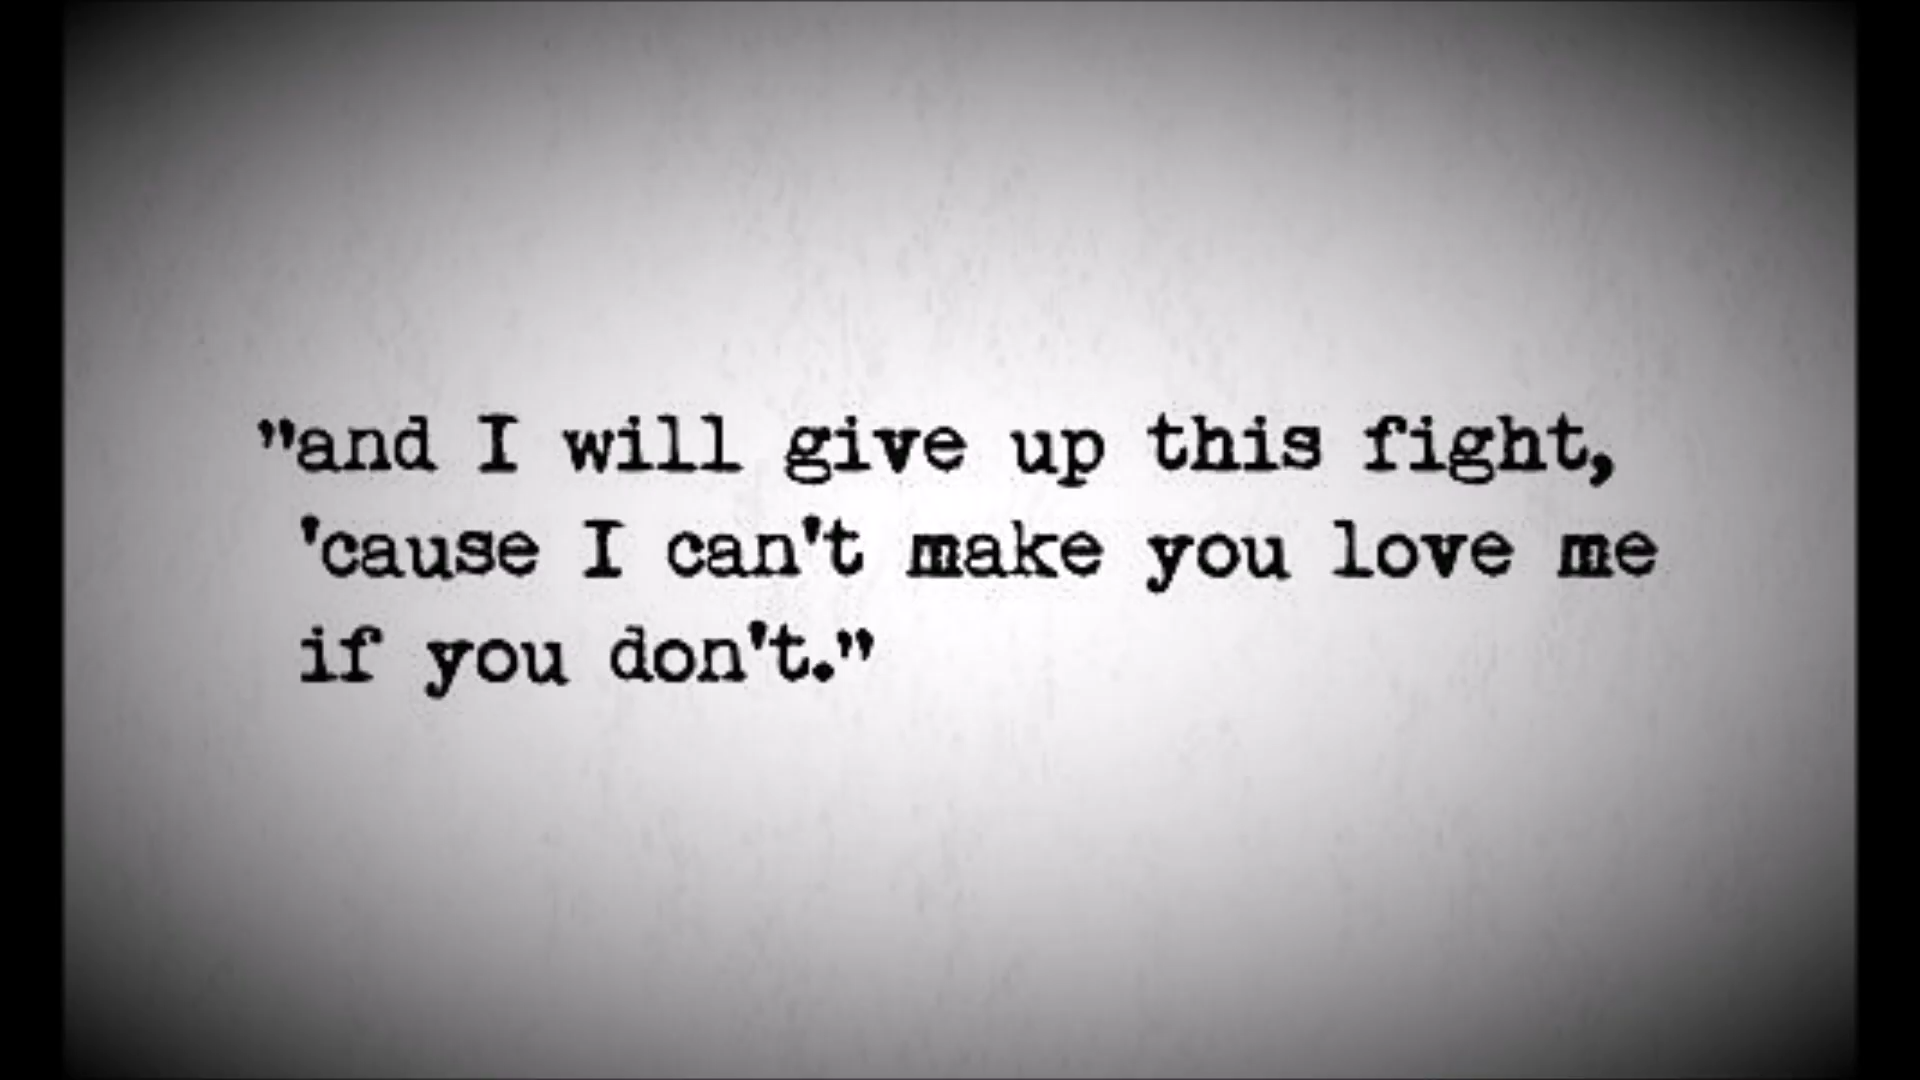 "and I will give up this fight,
'cause I can't make you love me
if you don't."